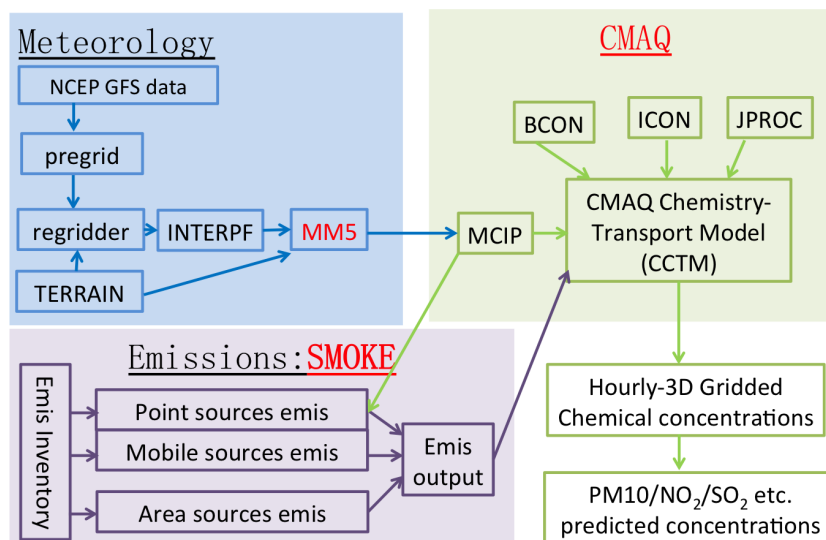 Meteorology
NCEP GFS data
pregrid
regridder
INTERPF
MM5
TERRAIN
CMAQ
BCON
ICON
JPROC
MCIP
CMAQ Chemistry-
Transport Model
(CCTM)
Emissions:SMOKE
Emis Inventory
Point sources emis
Mobile sources emis
Area sources emis
Emis
output
Hourly-3D Gridded
Chemical concentrations
PM10/NO₂/SO₂ etc.
predicted concentrations